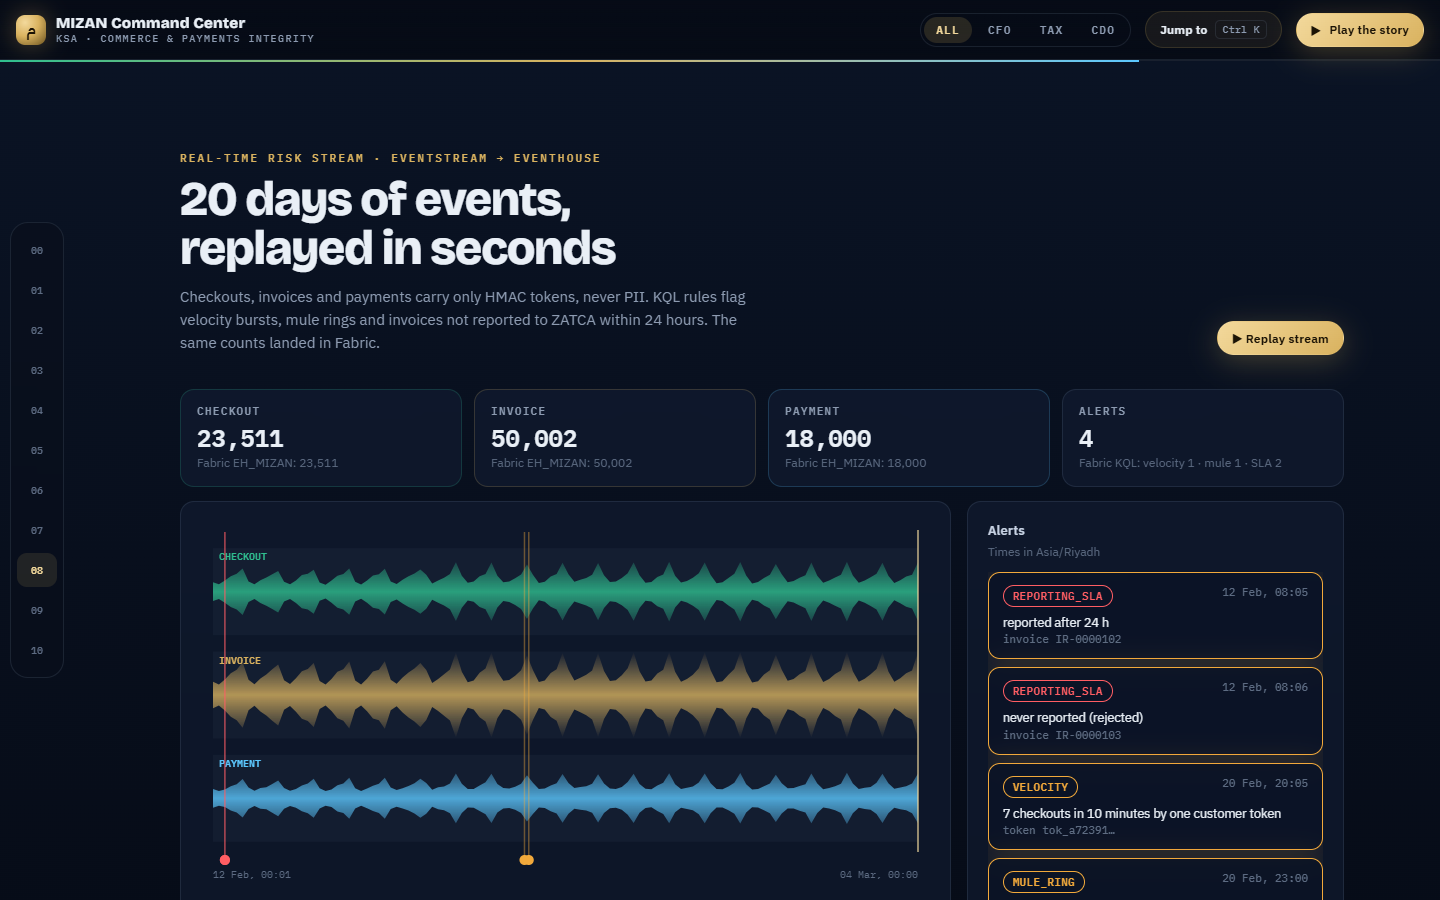 م
MIZAN Command Center
KSA · COMMERCE & PAYMENTS INTEGRITY
ALL CFO TAX CDO
Jump to Ctrl K
▶ Play the story
00
01
02
03
04
05
06
07
08
09
10
REAL-TIME RISK STREAM · EVENTSTREAM → EVENTHOUSE
20 days of events,
replayed in seconds
Checkouts, invoices and payments carry only HMAC tokens, never PII. KQL rules flag
velocity bursts, mule rings and invoices not reported to ZATCA within 24 hours. The
same counts landed in Fabric.
▶ Replay stream
CHECKOUT
23,511
Fabric EH_MIZAN: 23,511
INVOICE
50,002
Fabric EH_MIZAN: 50,002
PAYMENT
18,000
Fabric EH_MIZAN: 18,000
ALERTS
4
Fabric KQL: velocity 1 · mule 1 · SLA 2
CHECKOUT
INVOICE
PAYMENT
12 Feb, 00:01
04 Mar, 00:00
Alerts
Times in Asia/Riyadh
REPORTING_SLA 12 Feb, 08:05
reported after 24 h
invoice IR-0000102
REPORTING_SLA 12 Feb, 08:06
never reported (rejected)
invoice IR-0000103
VELOCITY 20 Feb, 20:05
7 checkouts in 10 minutes by one customer token
token tok_a72391…
MULE_RING 20 Feb, 23:00